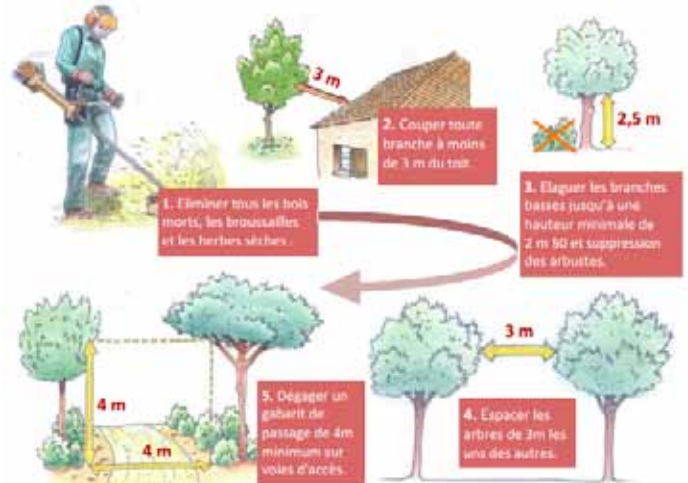 1. Eliminer tous les bois
morts, les broussailles
et les herbes sèches.
3 m
2. Couper toute
branche à moins
de 3 m du toit.
2,5 m
3. Elaguer les branches
basses jusqu'à une
hauteur minimale de
2 m 50 et suppression
des arbustes.
3 m
4. Espacer les
arbres de 3m les
uns des autres.
4 m
4 m
5. Dégager un
gabarit de
passage de 4m
minimum sur
voies d'accès.